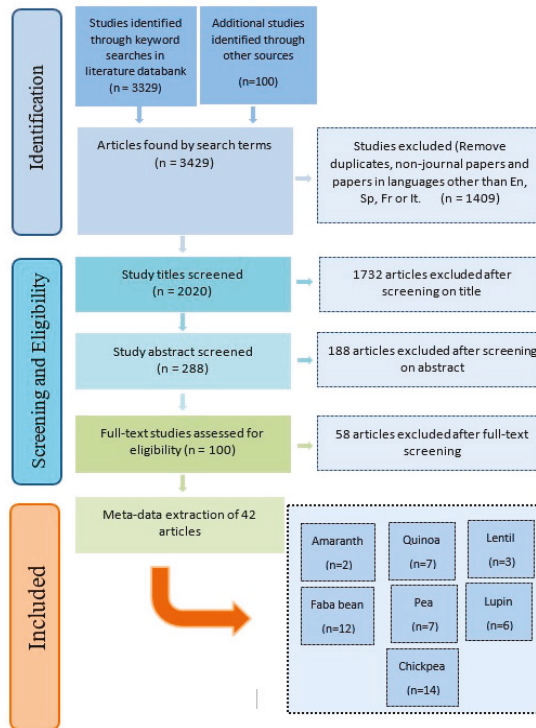 Identification
Studies identified
through keyword
searches in
literature databank
(n = 3329)
Additional studies
identified through
other sources
(n=100)
Articles found by search terms
(n = 3429)
Studies excluded (Remove
duplicates, non-journal papers and
papers in languages other than En,
Sp, Fr or It. (n = 1409)
Screening and Eligibility
Study titles screened
(n = 2020)
1732 articles excluded after
screening on title
Study abstract screened
(n = 288)
188 articles excluded after screening
on abstract
Full-text studies assessed for
eligibility (n = 100)
58 articles excluded after full-text
screening
Included
Meta-data extraction of 42
articles
Amaranth
(n=2)
Quinoa
(n=7)
Lentil
(n=3)
Faba bean
(n=12)
Pea
(n=7)
Lupin
(n=6)
Chickpea
(n=14)